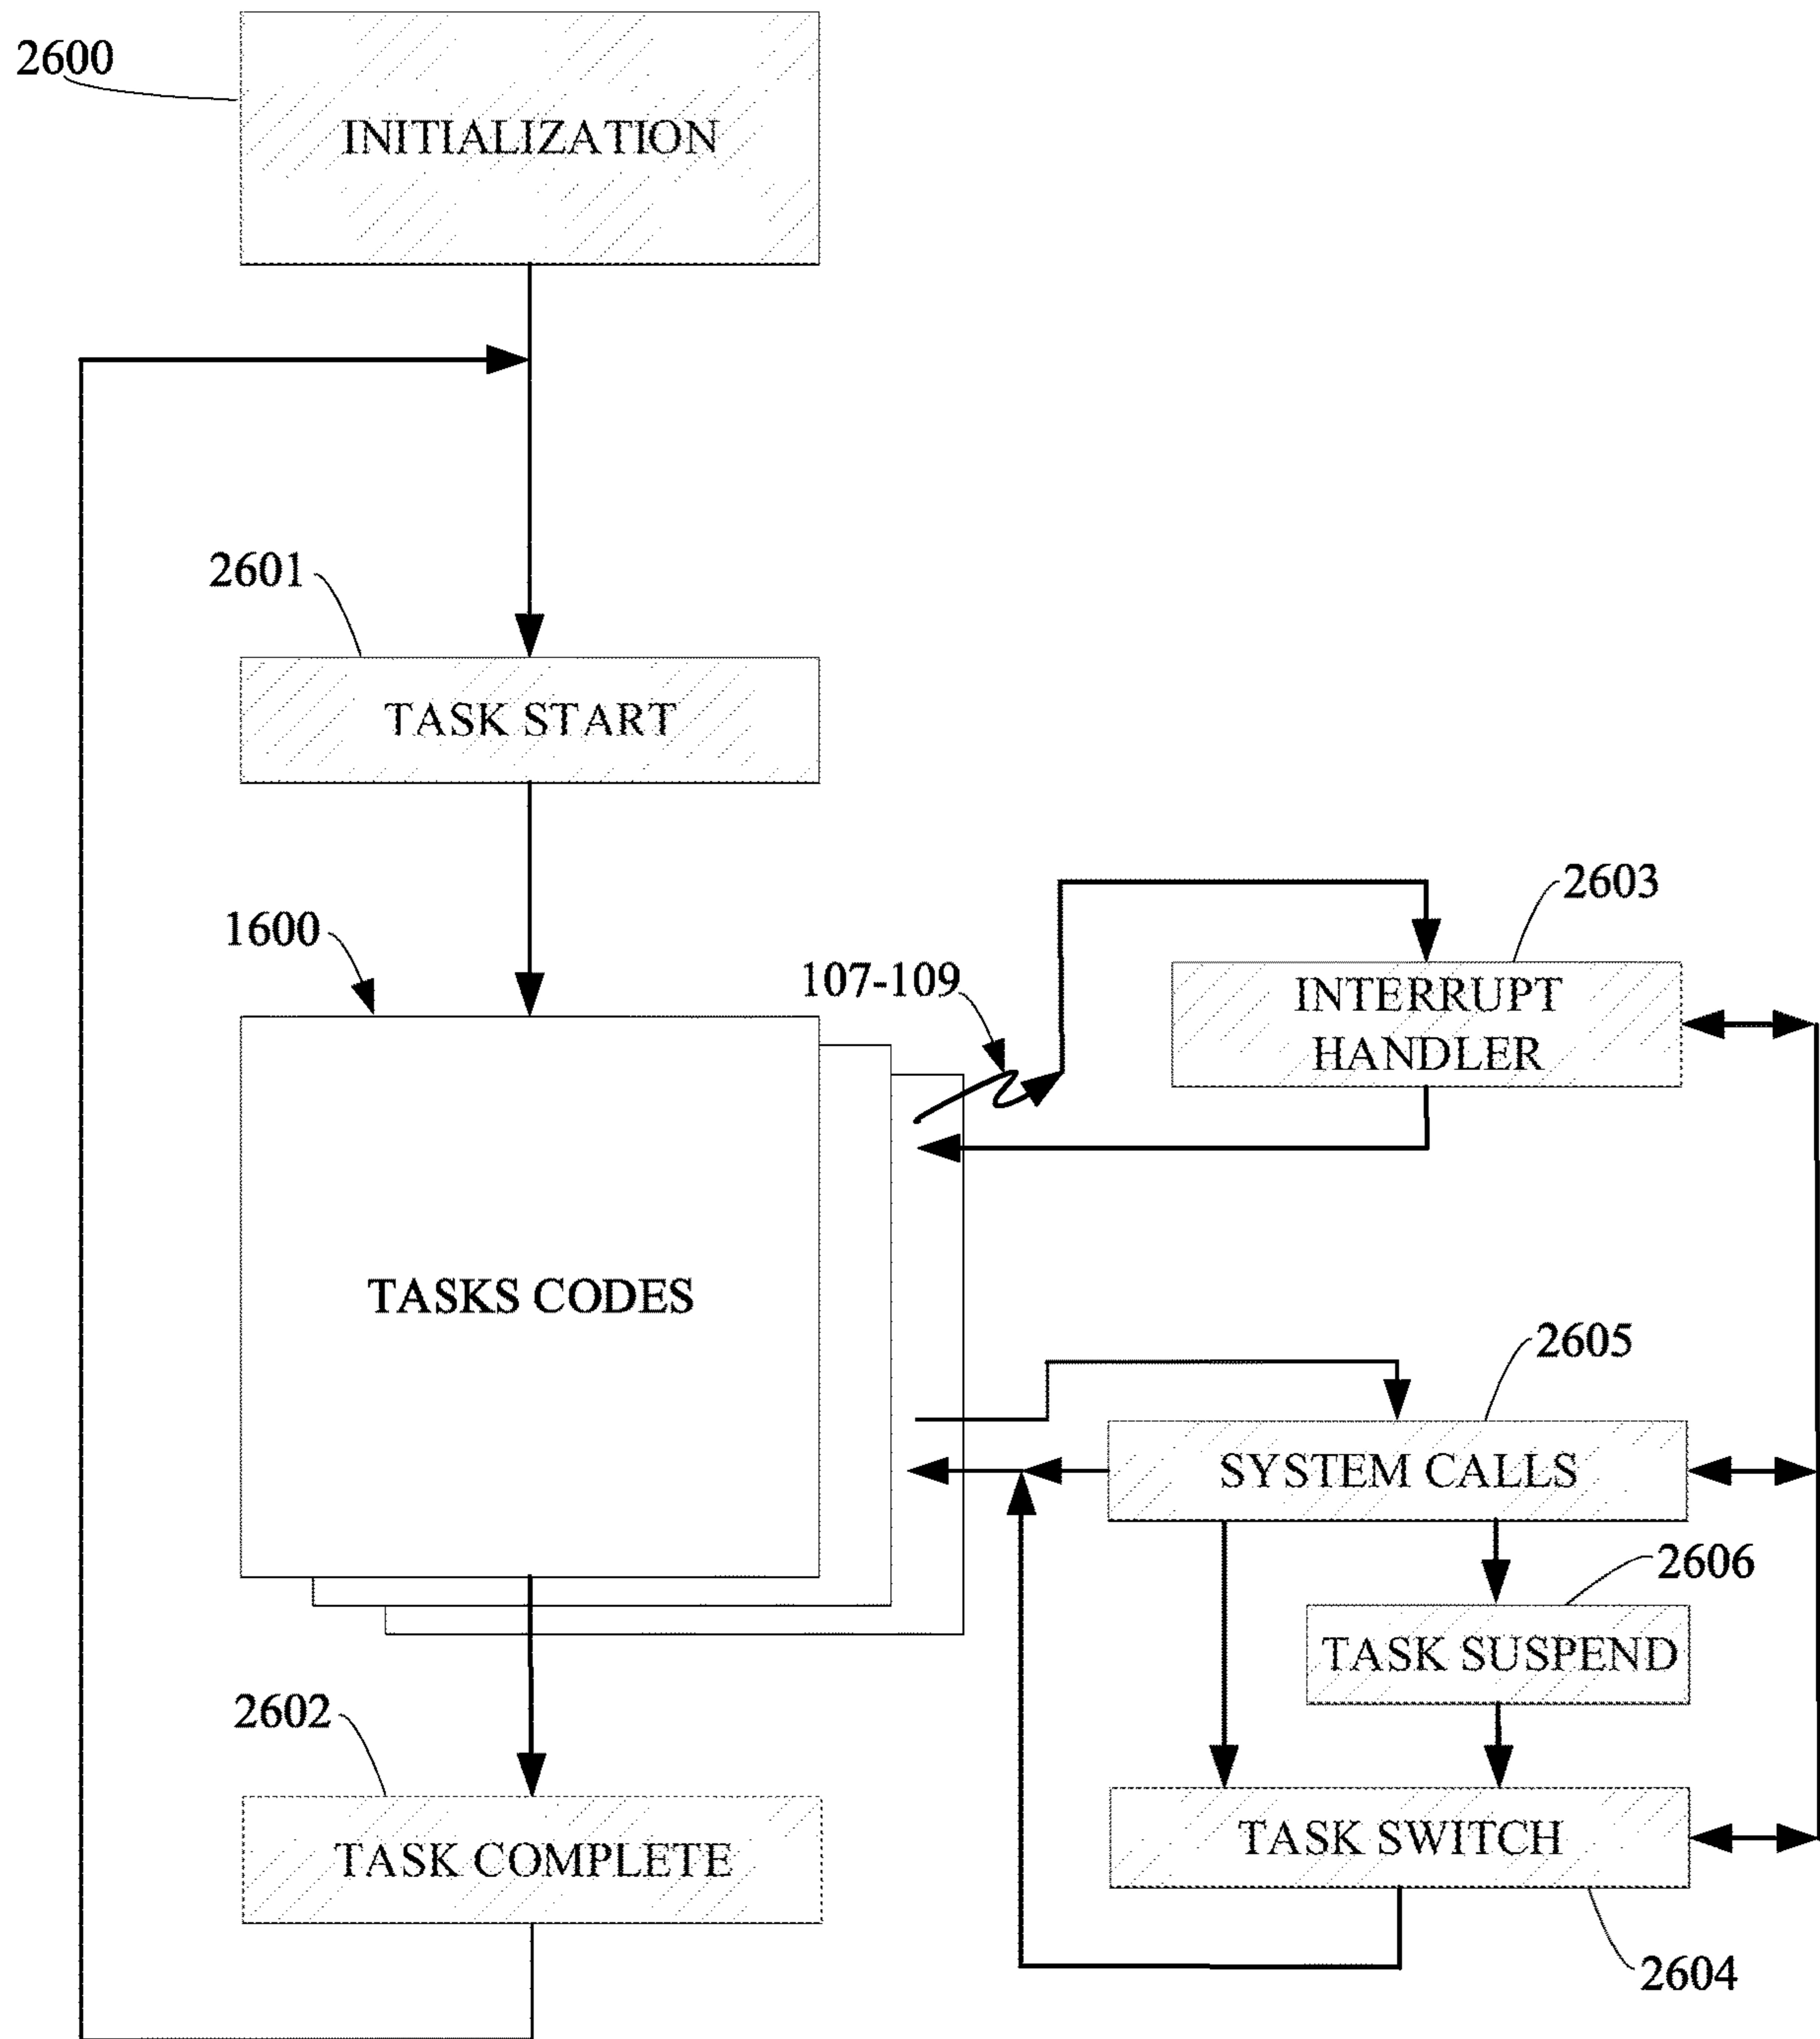 2600
INITIALIZATION
2601
TASK START
1600
107-109
2603
INTERRUPT
HANDLER
TASKS CODES
2605
SYSTEM CALLS
2606
TASK SUSPEND
2602
TASK COMPLETE
TASK SWITCH
2604